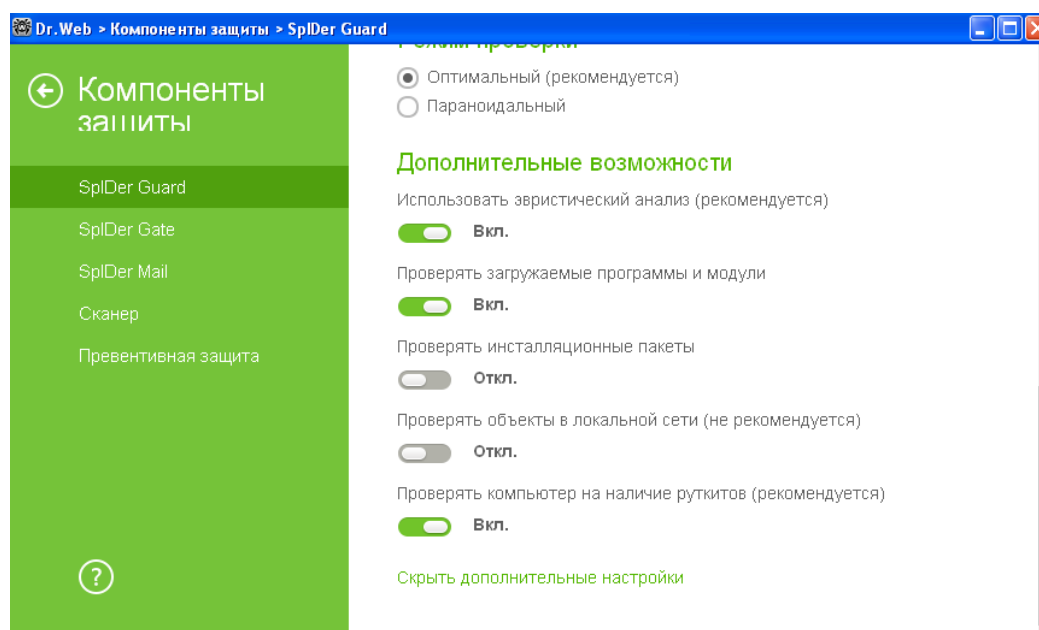 Dr.Web > Компоненты защиты > SpIDer Guard
Режим проверки
Компоненты
защиты
Оптимальный (рекомендуется)
Параноидальный
SpIDer Guard
SpIDer Gate
SpIDer Mail
Сканер
Превентивная защита
Дополнительные возможности
Использовать эвристический анализ (рекомендуется)
Вкл.
Проверять загружаемые программы и модули
Вкл.
Проверять инсталляционные пакеты
Откл.
Проверять объекты в локальной сети (не рекомендуется)
Откл.
Проверять компьютер на наличие руткитов (рекомендуется)
Вкл.
Скрыть дополнительные настройки
?